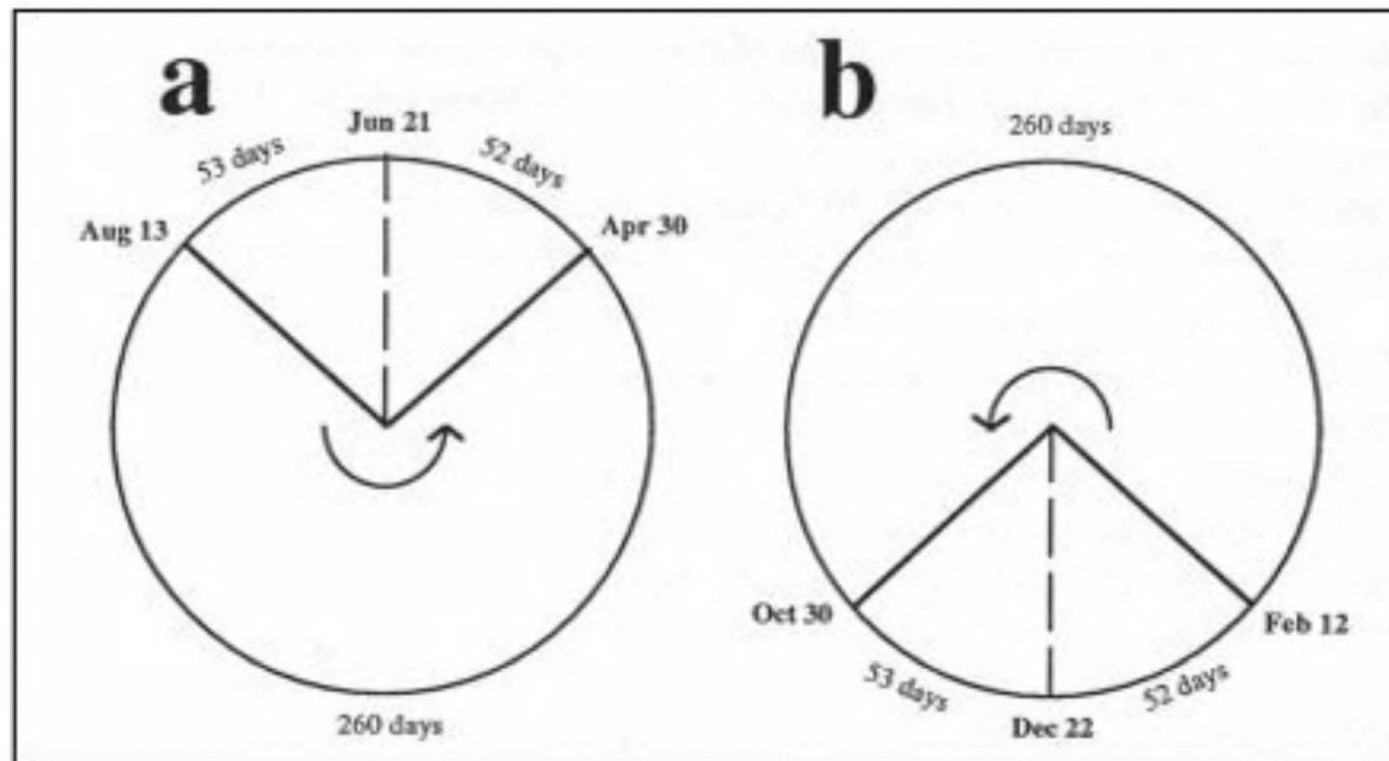 a
Jun 21
53 days
52 days
Aug 13
Apr 30
260 days
b
260 days
Oct 30
Feb 12
53 days
52 days
Dec 22